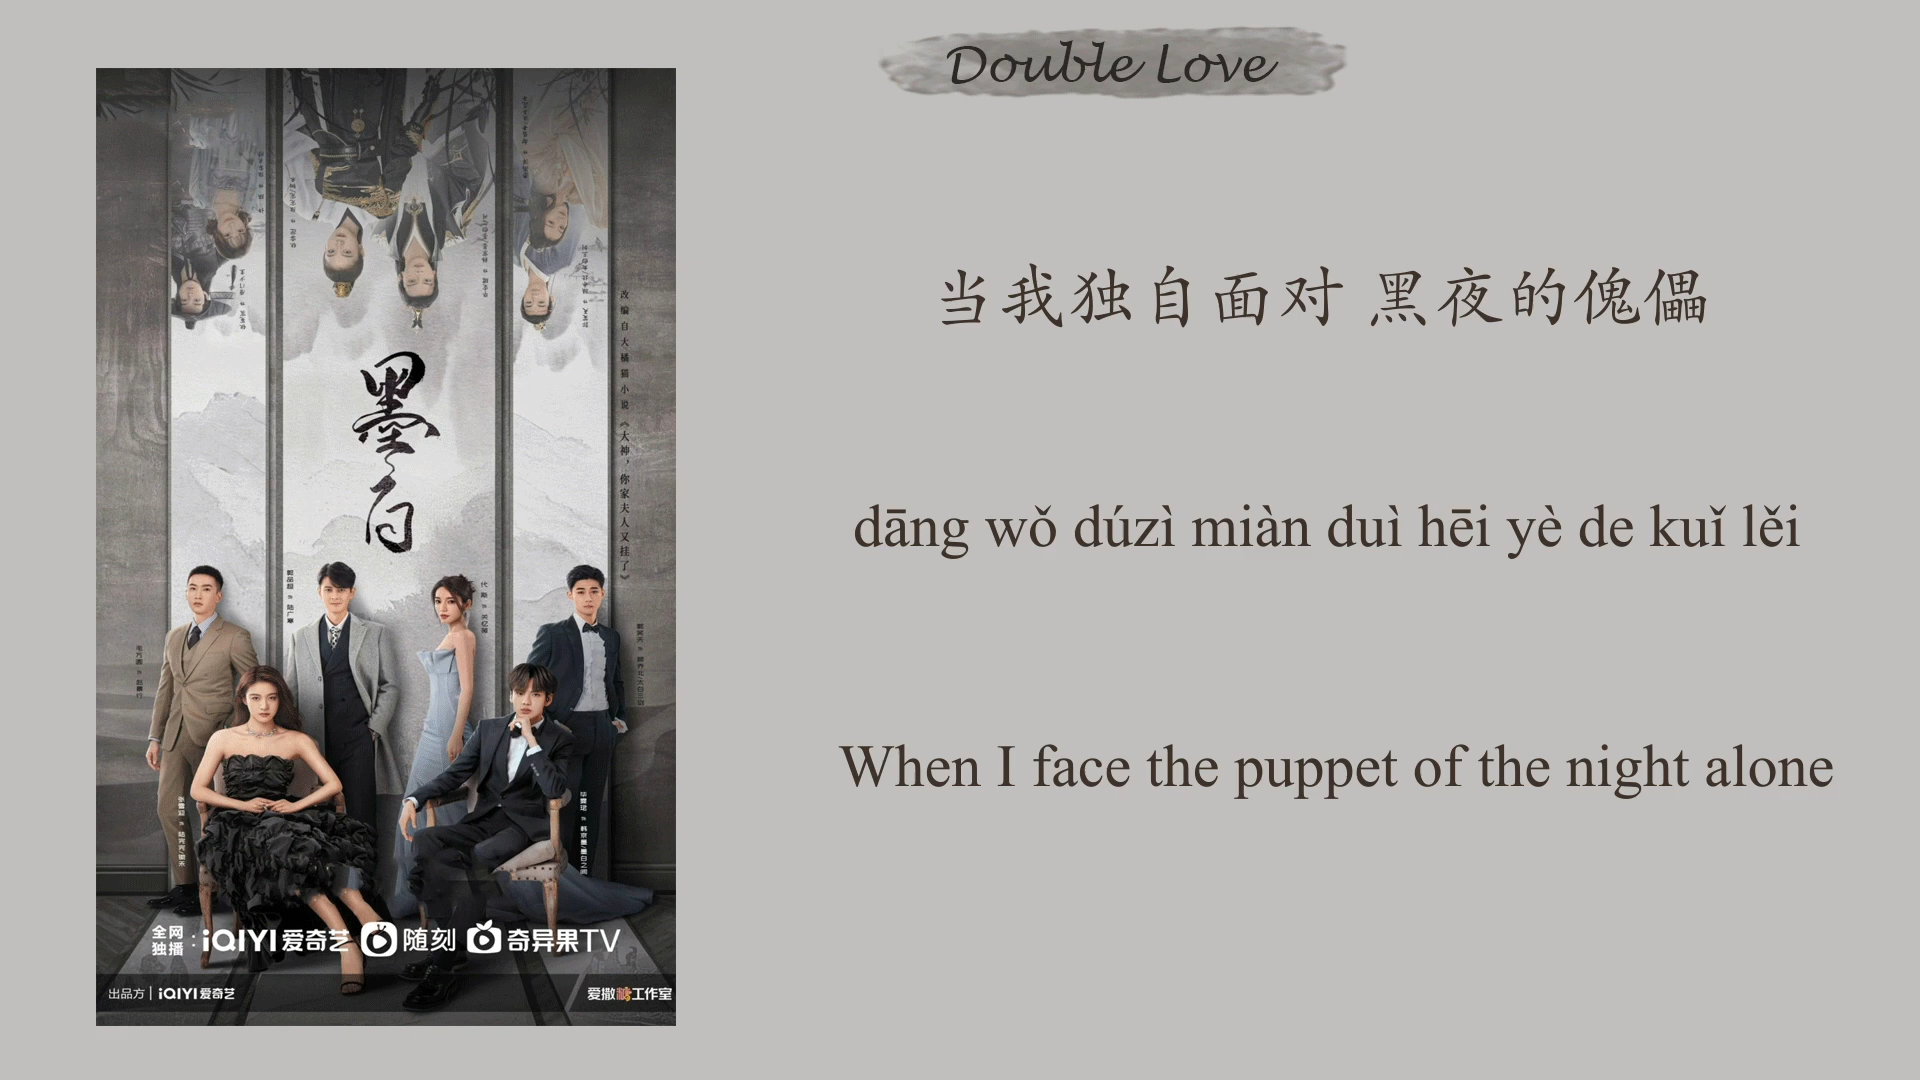 Double Love
当我独自面对 黑夜的傀儡
dāng wǒ dúzì miàn duì hēi yè de kuǐ lěi
When I face the puppet of the night alone
改编自大橘猫小说《大神，你家夫人又挂了》
墨白
全网独播：iQIYI爱奇艺 随刻 奇异果TV
出品方 | iQIYI爱奇艺
爱撒糖工作室